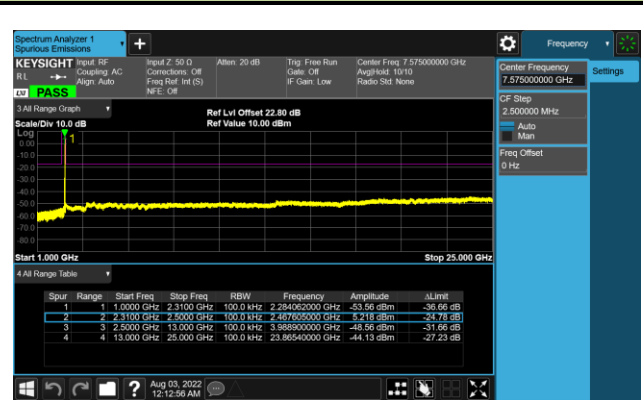 Spectrum Analyzer 1
Spurious Emissions
Frequency
KEYSIGHT
RL
PASS
Input: RF
Coupling: AC
Align: Auto
Input Z: 50 Ω
Corrections: Off
Freq Ref: Int (S)
NFE: Off
Atten: 20 dB
Trig: Free Run
Gate: Off
IF Gain: Low
Center Freq: 7.575000000 GHz
Avg|Hold: 10/10
Radio Std: None
Center Frequency
7.575000000 GHz
Settings
CF Step
2.500000 MHz
Auto
Man
Freq Offset
0 Hz
3 All Range Graph
Scale/Div 10.0 dB
Ref Lvl Offset 22.80 dB
Ref Value 10.00 dBm
Log
1
0.00
-10.0
-20.0
-30.0
-40.0
-50.0
-60.0
-70.0
-80.0
Start 1.000 GHz
Stop 25.000 GHz
4 All Range Table
Spur Range Start Freq Stop Freq RBW Frequency Amplitude ΔLimit
1 1 1.0000 GHz 2.3100 GHz 100.0 kHz 2.284062000 GHz -53.56 dBm -36.66 dB
2 2 2.3100 GHz 2.5000 GHz 100.0 kHz 2.467605000 GHz 5.218 dBm -24.78 dB
3 3 2.5000 GHz 13.000 GHz 100.0 kHz 3.988900000 GHz -48.56 dBm -31.66 dB
4 4 13.000 GHz 25.000 GHz 100.0 kHz 23.86540000 GHz -44.13 dBm -27.23 dB
?
Aug 03, 2022
12:12:56 AM